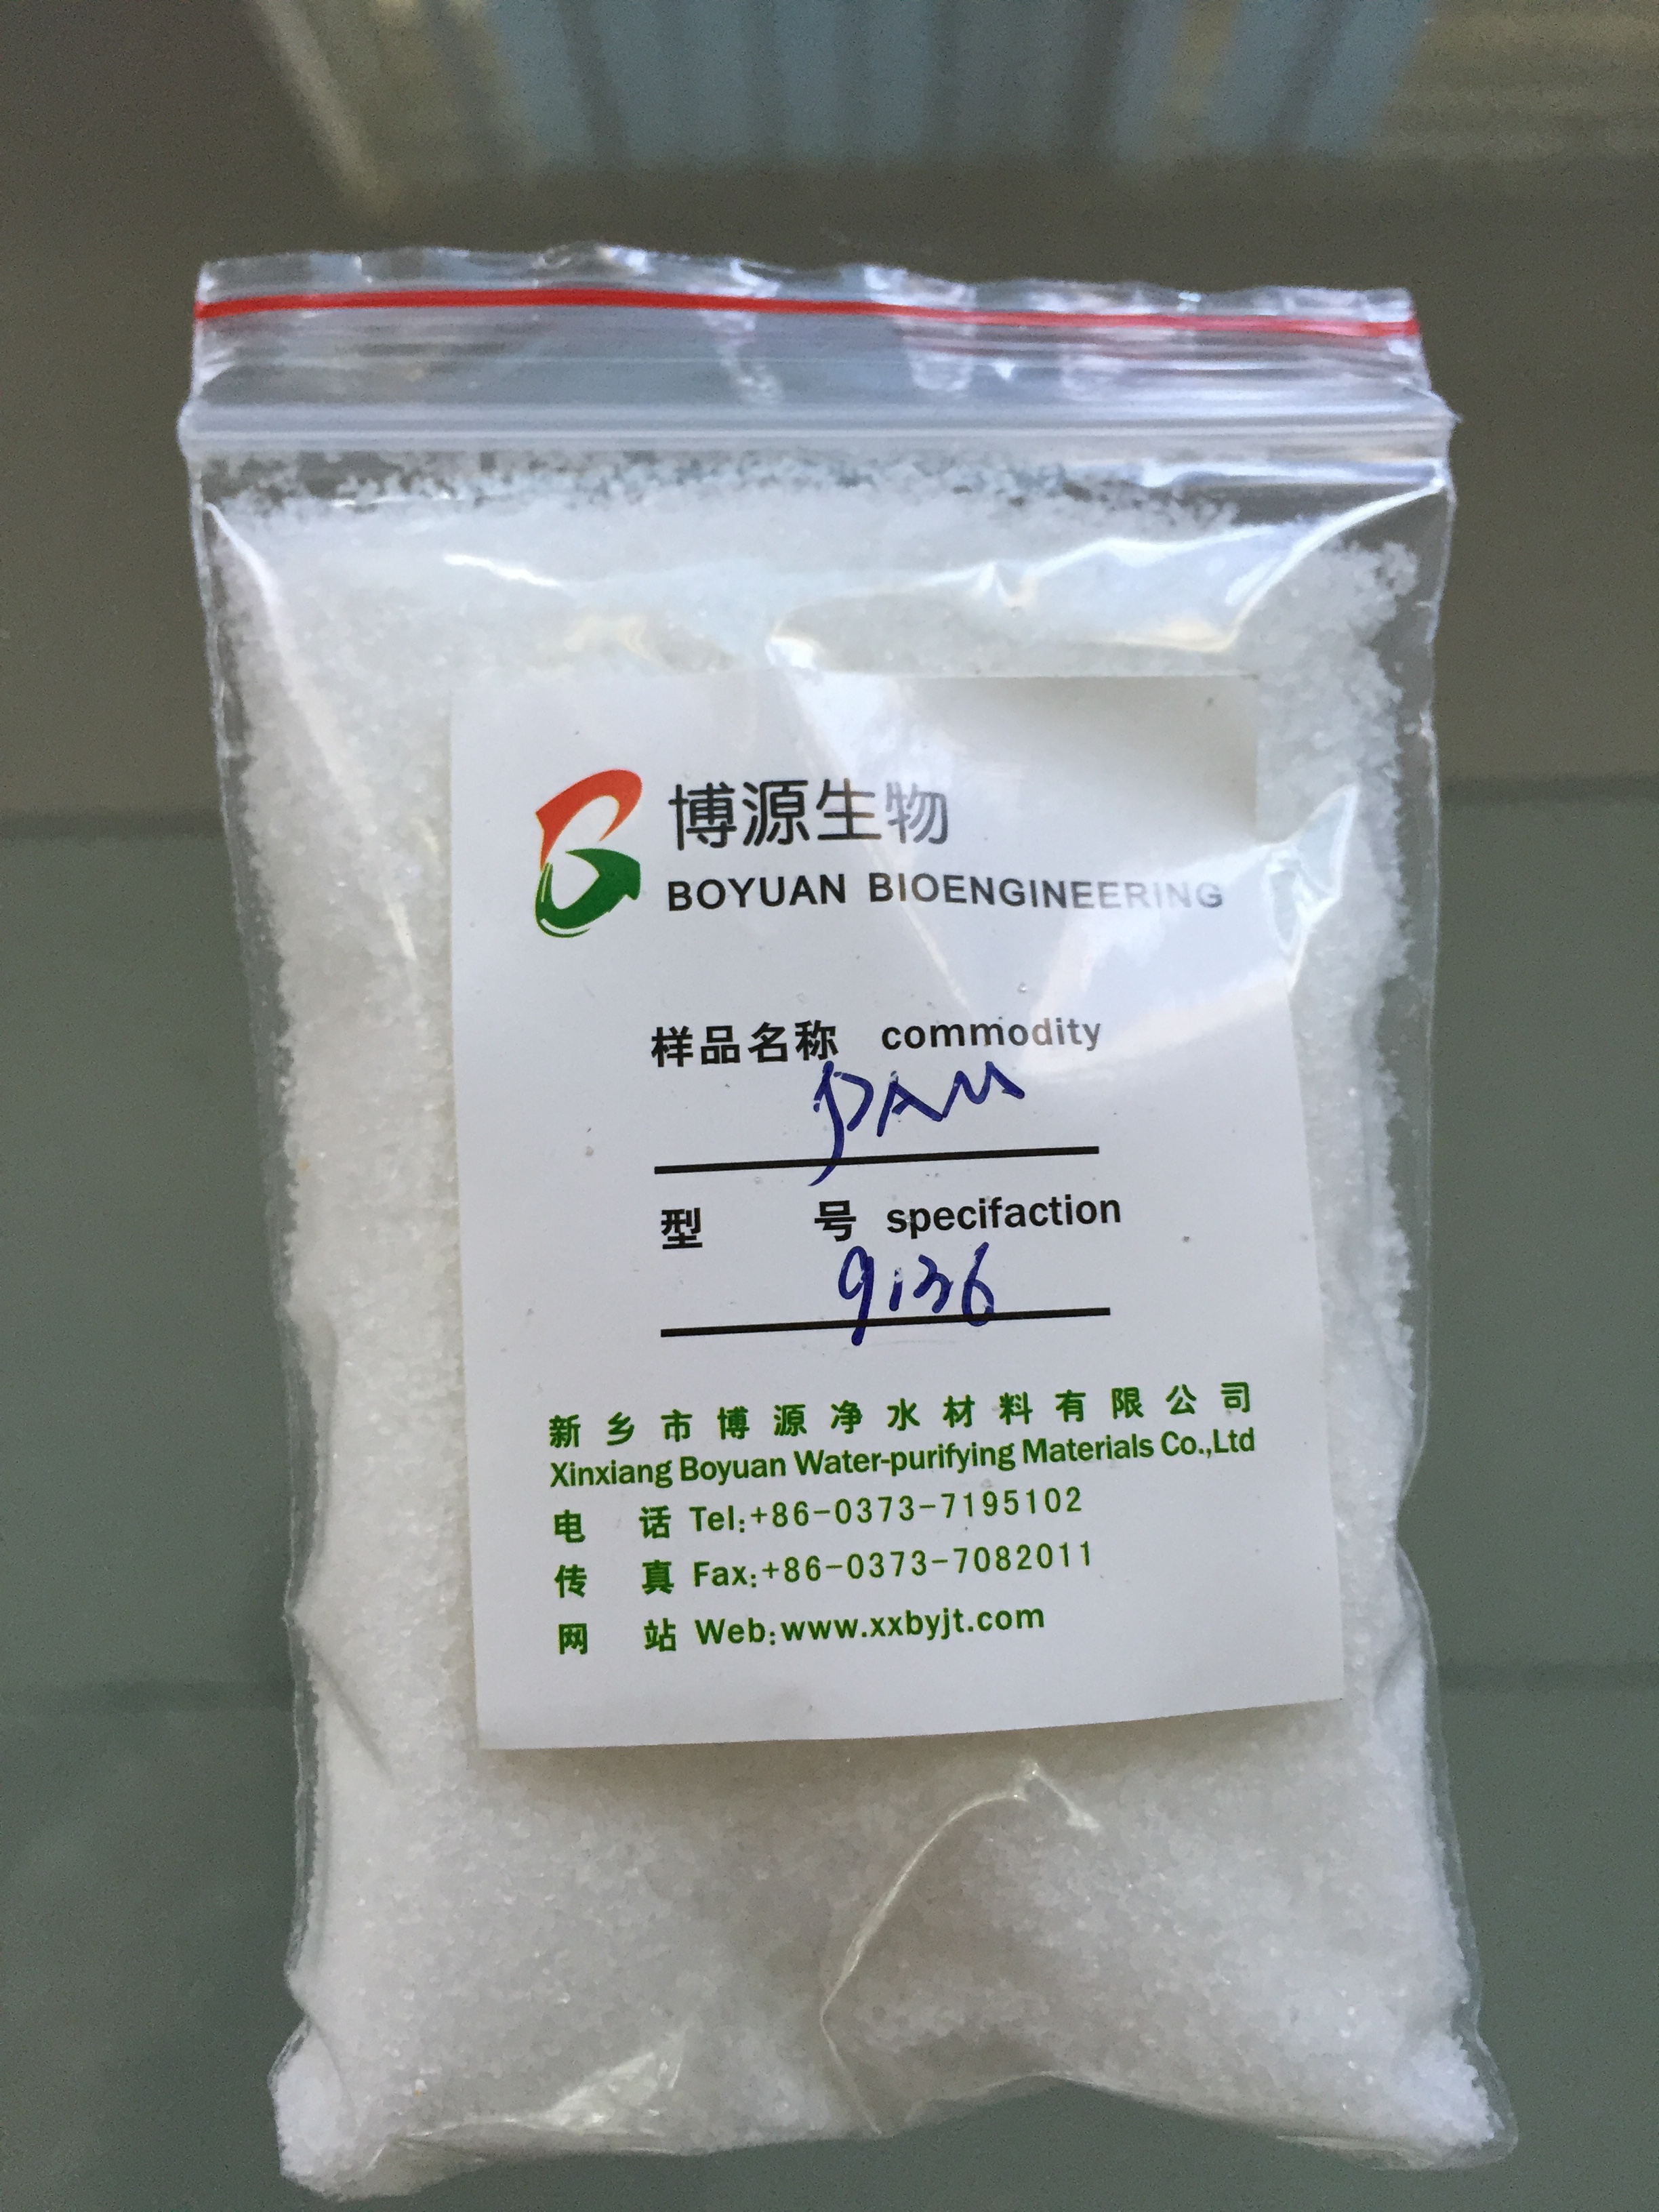 博源生物
BOYUAN BIOENGINEERING
样品名称 commodity
PAM
型 号 specifaction
9136
新乡市博源净水材料有限公司
Xinxiang Boyuan Water-purifying Materials Co.,Ltd
电 话 Tel:+86-0373-7195102
传 真 Fax:+86-0373-7082011
网 站 Web:www.xxbyjt.com